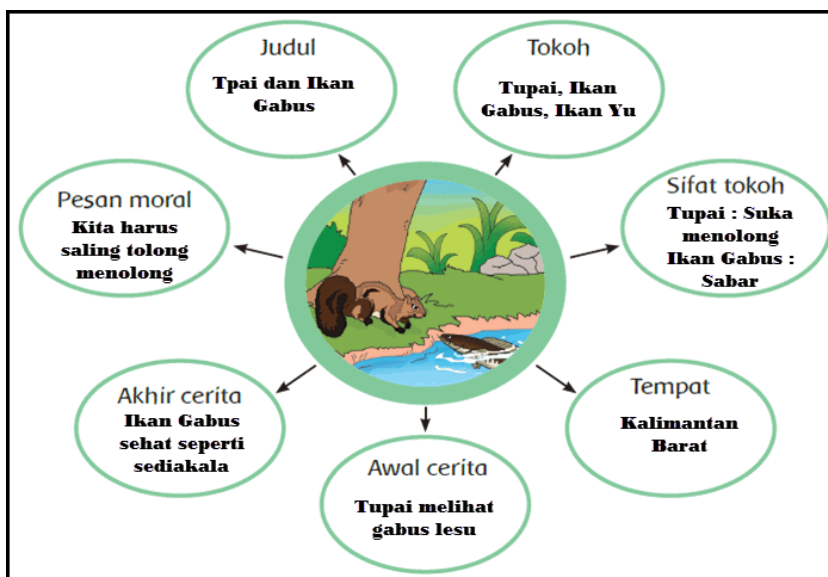 Judul
Tpai dan Ikan
Gabus
Tokoh
Tupai, Ikan
Gabus, Ikan Yu
Pesan moral
Kita harus
saling tolong
menolong
Sifat tokoh
Tupai : Suka
menolong
Ikan Gabus :
Sabar
Akhir cerita
Ikan Gabus
sehat seperti
sediakala
Tempat
Kalimantan
Barat
Awal cerita
Tupai melihat
gabus lesu